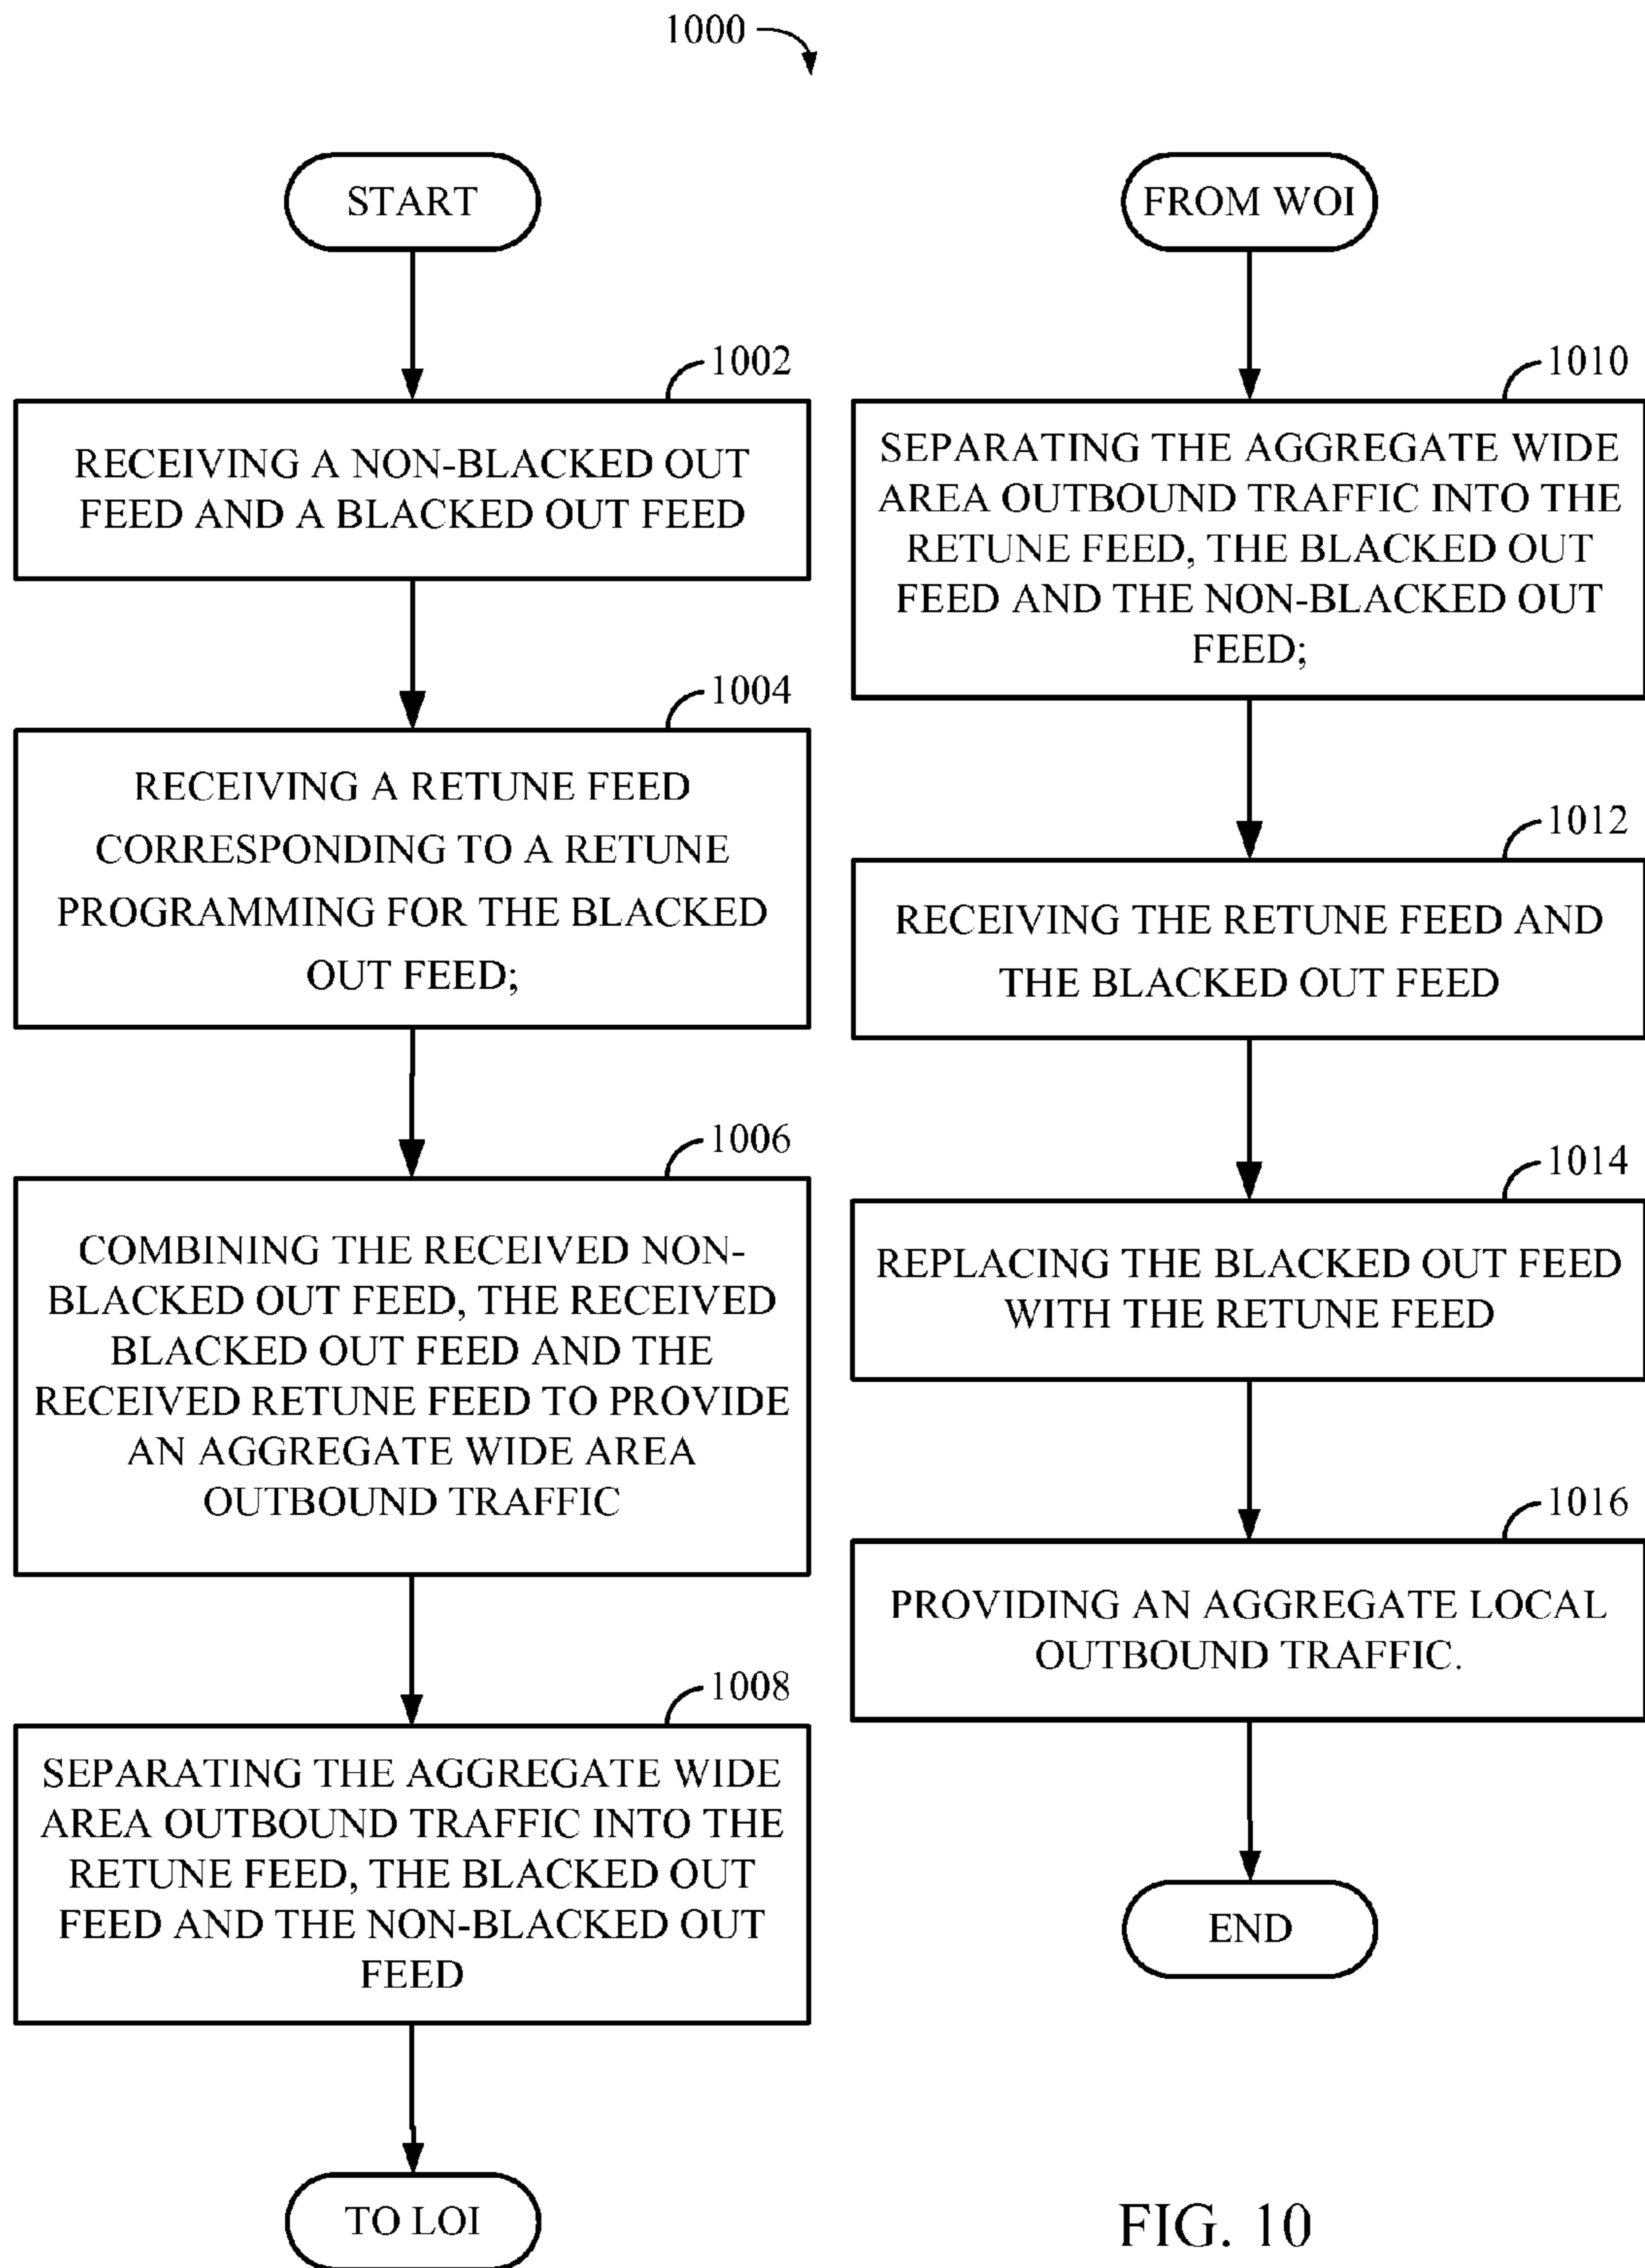 1000
START
1002
RECEIVING A NON-BLACKED OUT
FEED AND A BLACKED OUT FEED
1004
RECEIVING A RETUNE FEED
CORRESPONDING TO A RETUNE
PROGRAMMING FOR THE BLACKED
OUT FEED;
1006
COMBINING THE RECEIVED NON-
BLACKED OUT FEED, THE RECEIVED
BLACKED OUT FEED AND THE
RECEIVED RETUNE FEED TO PROVIDE
AN AGGREGATE WIDE AREA
OUTBOUND TRAFFIC
1008
SEPARATING THE AGGREGATE WIDE
AREA OUTBOUND TRAFFIC INTO THE
RETUNE FEED, THE BLACKED OUT
FEED AND THE NON-BLACKED OUT
FEED
TO LOI
FROM WOI
1010
SEPARATING THE AGGREGATE WIDE
AREA OUTBOUND TRAFFIC INTO THE
RETUNE FEED, THE BLACKED OUT
FEED AND THE NON-BLACKED OUT
FEED;
1012
RECEIVING THE RETUNE FEED AND
THE BLACKED OUT FEED
1014
REPLACING THE BLACKED OUT FEED
WITH THE RETUNE FEED
1016
PROVIDING AN AGGREGATE LOCAL
OUTBOUND TRAFFIC.
END
FIG. 10